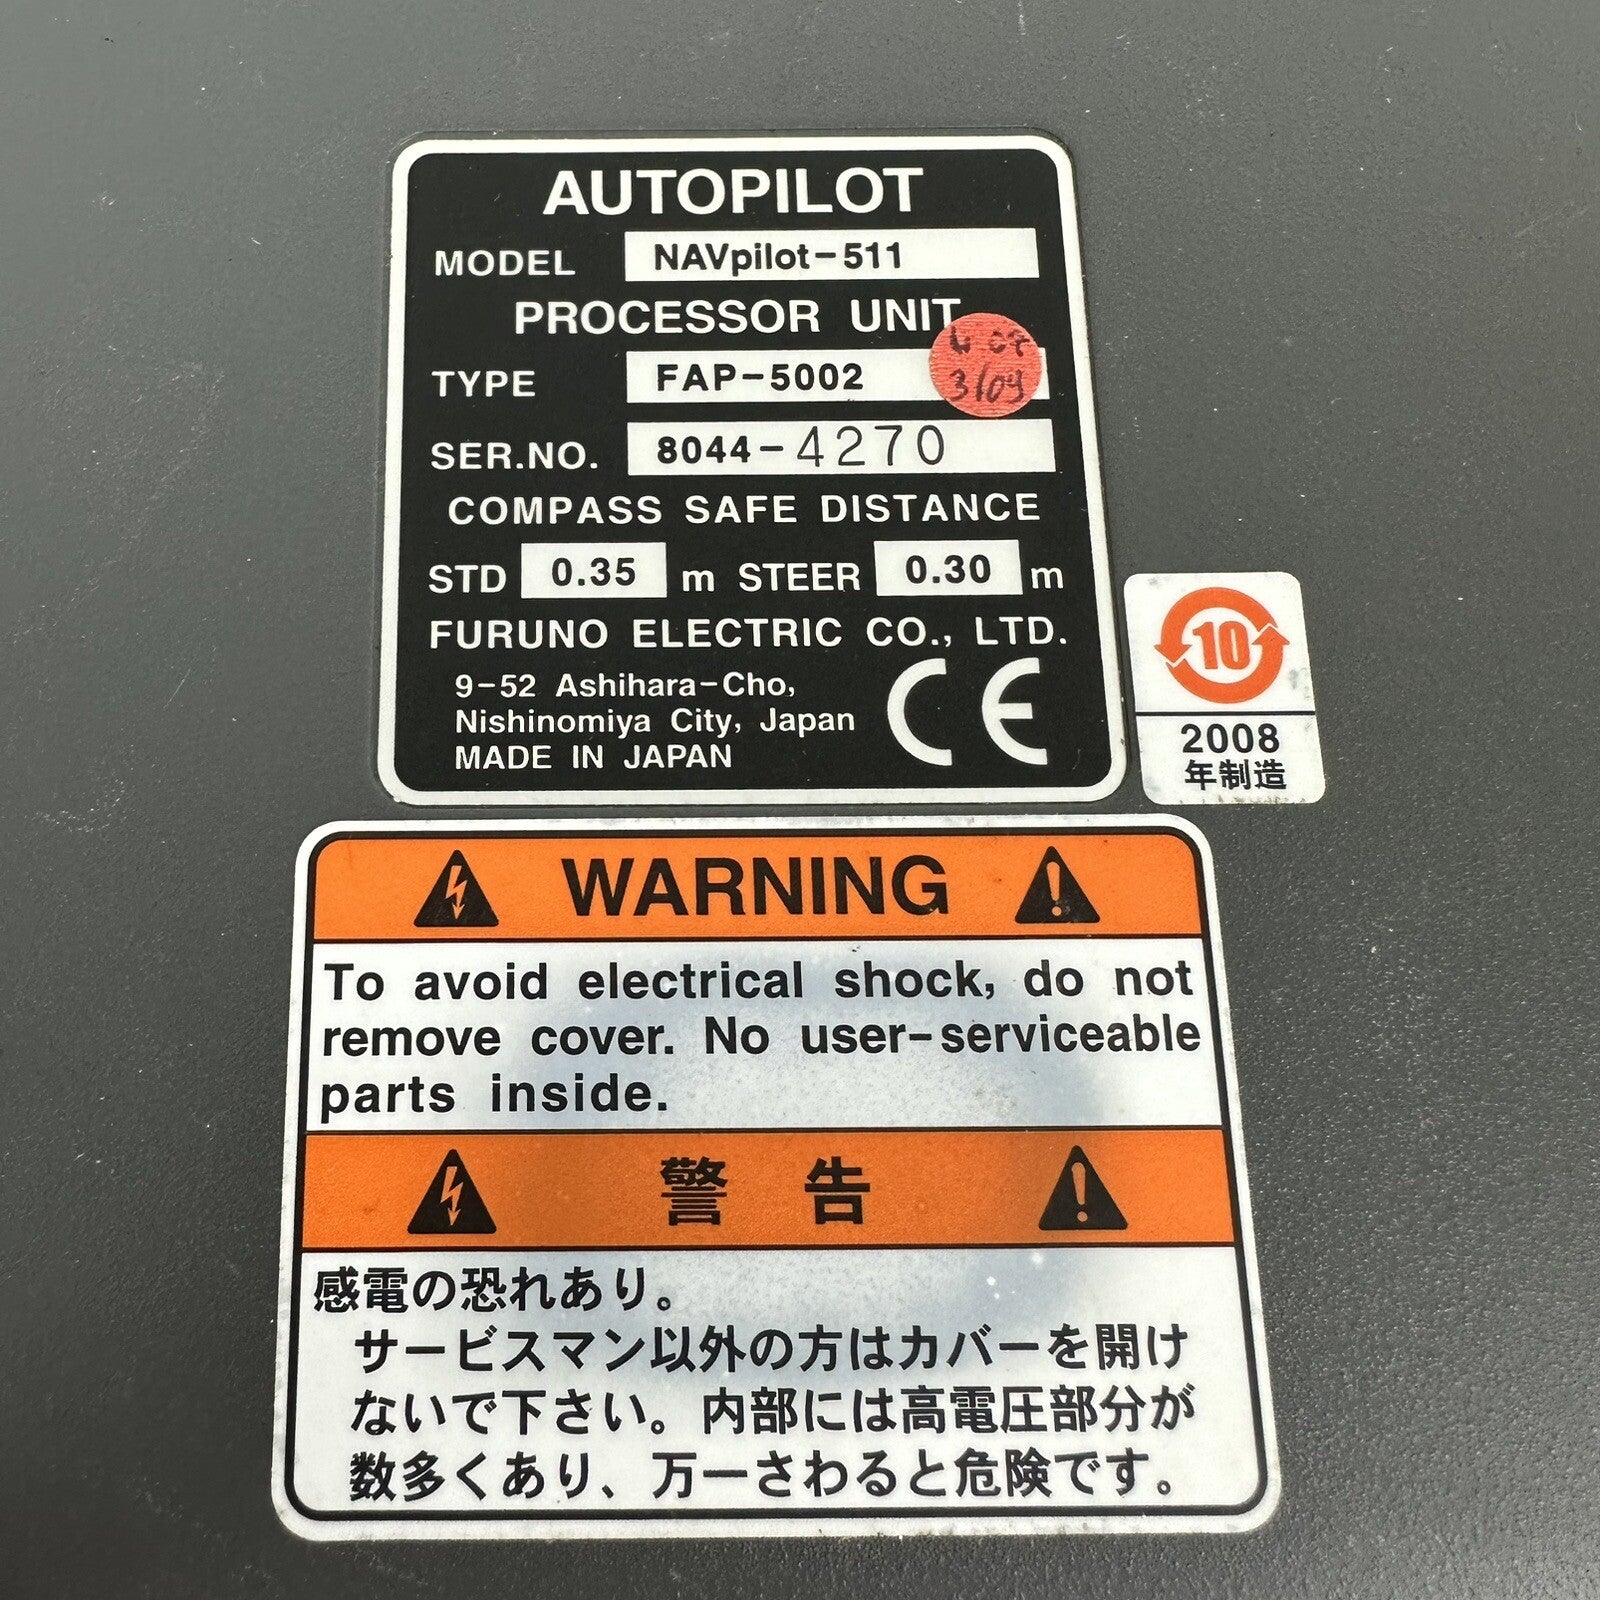 AUTOPILOT
MODEL NAVpilot-511
PROCESSOR UNIT
TYPE FAP-5002
3/09
SER.NO. 8044-4270
COMPASS SAFE DISTANCE
STD 0.35 m STEER 0.30 m
FURUNO ELECTRIC CO., LTD.
9-52 Ashihara-Cho,
Nishinomiya City, Japan
MADE IN JAPAN
CE
10
2008
年制造
WARNING
To avoid electrical shock, do not
remove cover. No user-serviceable
parts inside.
警告
感電の恐れあり。
サービスマン以外の方はカバーを開け
ないで下さい。内部には高電圧部分が
数多くあり、万一さわると危険です。